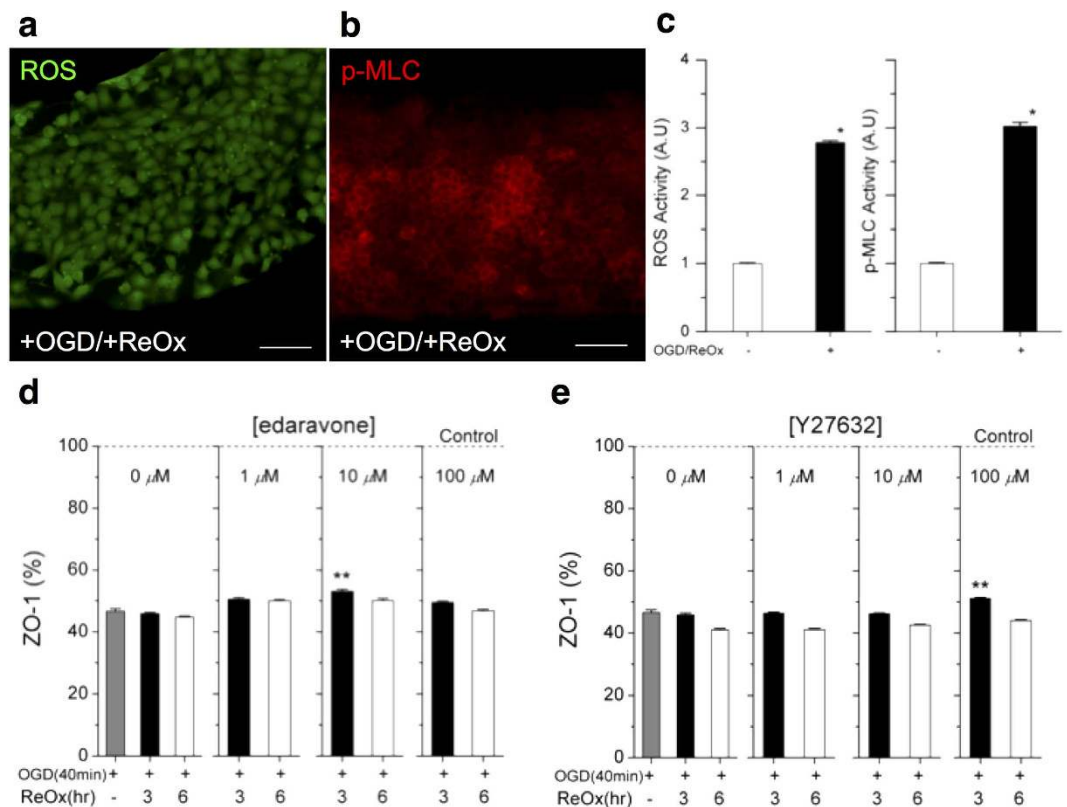 a
ROS
+OGD/+ReOx
b
p-MLC
+OGD/+ReOx
c
ROS Activity (A.U)
4
3
2
1
0
*
OGD/ReOx - +
p-MLC Activity (A.U)
*
- +
d
[edaravone]
Control
ZO-1 (%)
100
80
60
40
20
0
0 μM 1 μM 10 μM 100 μM
**
OGD(40min) + + + + + + + + +
ReOx(hr) - 3 6 3 6 3 6 3 6
e
[Y27632]
Control
ZO-1 (%)
100
80
60
40
20
0
0 μM 1 μM 10 μM 100 μM
**
OGD(40min) + + + + + + + + +
ReOx(hr) - 3 6 3 6 3 6 3 6